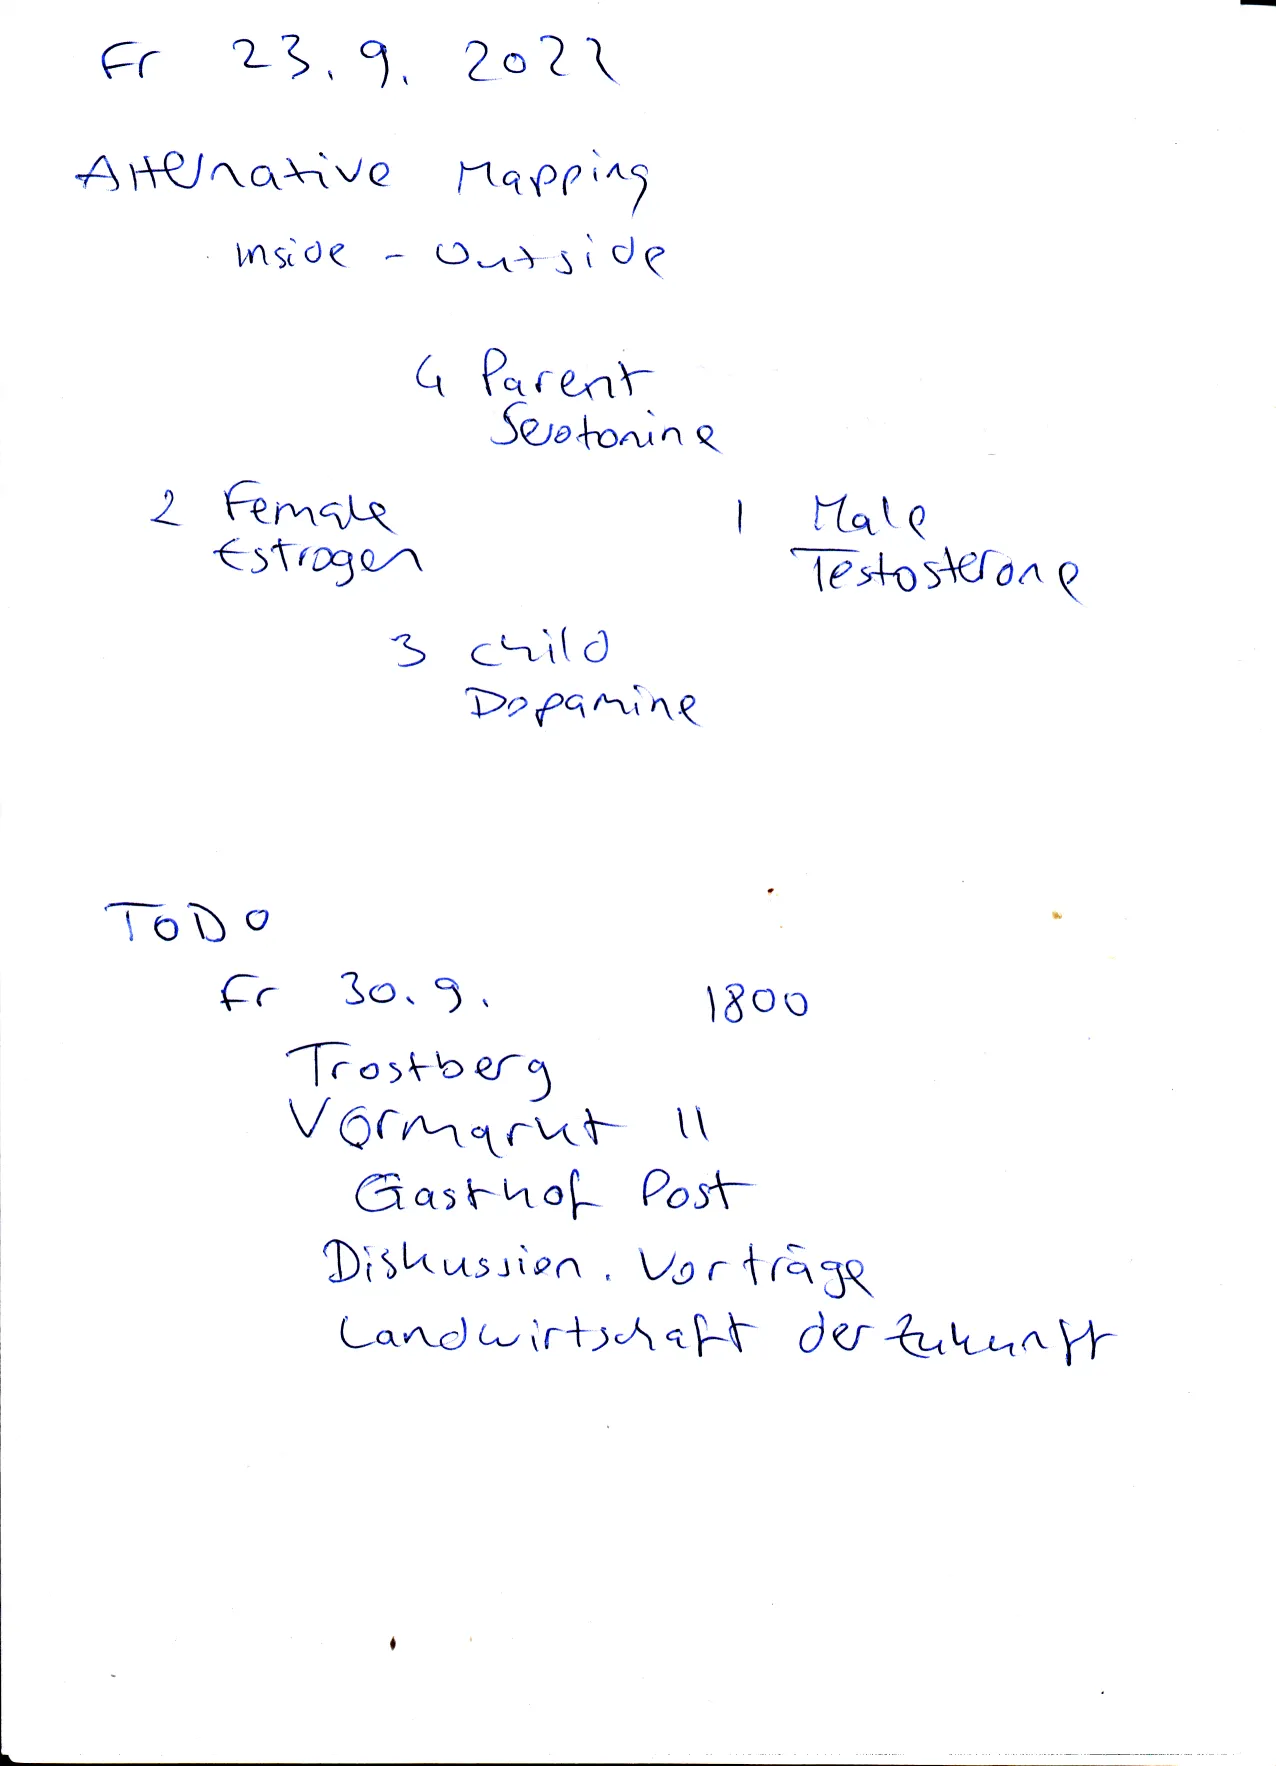 Fr 23.9.2022
Alternative Mapping
inside - outside
4 Parent
Serotonine
2 Female 1 Male
Estrogen Testosterone
3 child
Dopamine
TODO
Fr 30.9. 1800
Trostberg
Vormarkt 11
Gasthof Post
Diskussion. Vorträge
Landwirtschaft der Zukunft